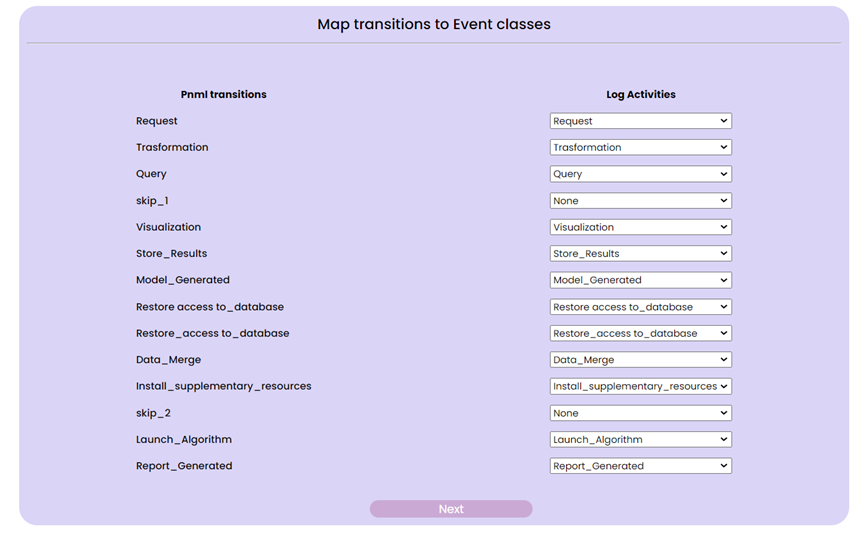 Map transitions to Event classes
Pnml transitions Log Activities
Request Request
Trasformation Trasformation
Query Query
skip_1 None
Visualization Visualization
Store_Results Store_Results
Model_Generated Model_Generated
Restore access to_database Restore access to_database
Restore_access to_database Restore_access to_database
Data_Merge Data_Merge
Install_supplementary_resources Install_supplementary_resources
skip_2 None
Launch_Algorithm Launch_Algorithm
Report_Generated Report_Generated
Next